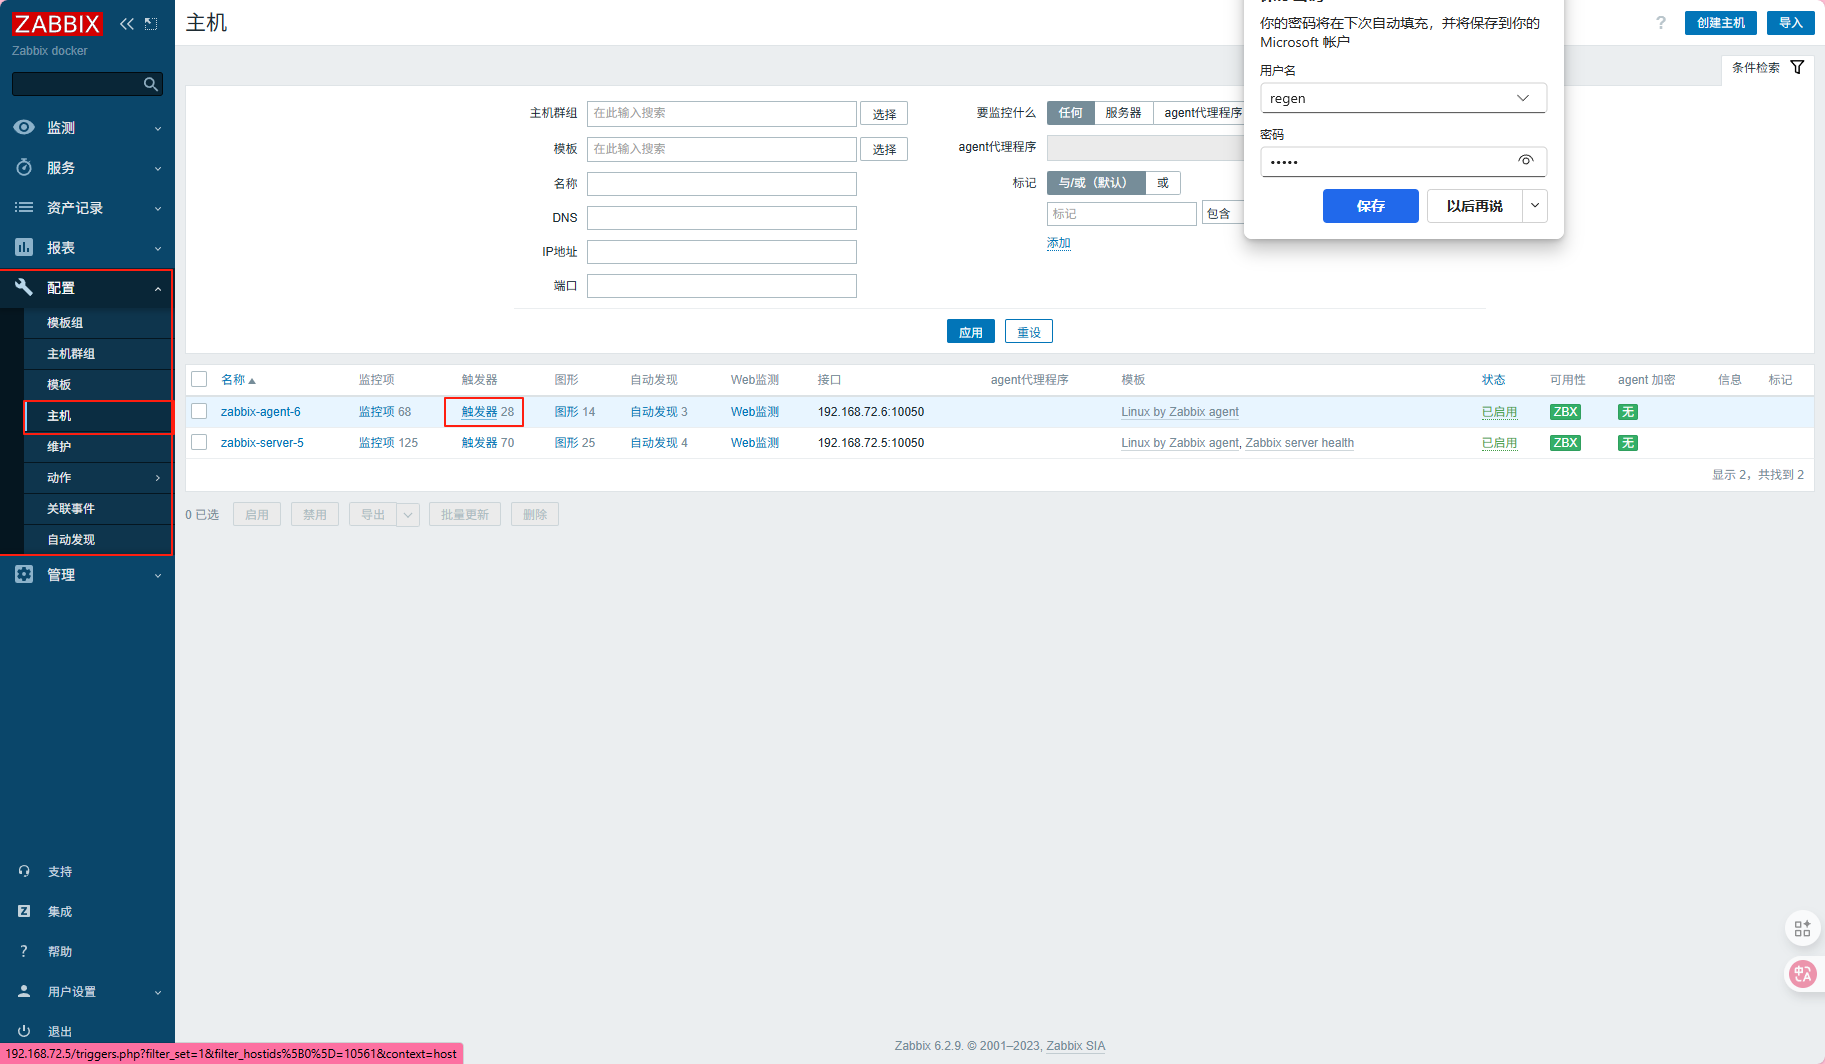 ZABBIX
Zabbix docker
监测
服务
资产记录
报表
配置
模板组
主机群组
模板
主机
维护
动作
关联事件
自动发现
管理
支持
集成
帮助
用户设置
退出
192.168.72.5/triggers.php?filter_set=1&filter_hostids%5B0%5D=10561&context=host
主机
? 创建主机 导入
条件检索
主机群组 在此输入搜索 选择
模板 在此输入搜索 选择
名称
DNS
IP地址
端口
要监控什么 任何 服务器 agent代理程序
agent代理程序
标记 与/或（默认） 或
标记 包含
添加
应用 重设
你的密码将在下次自动填充，并将保存到你的
Microsoft 帐户
用户名
regen
密码
•••••
保存 以后再说
名称 监控项 触发器 图形 自动发现 Web监测 接口 agent代理程序 模板 状态 可用性 agent 加密 信息 标记
zabbix-agent-6 监控项 68 触发器 28 图形 14 自动发现 3 Web监测 192.168.72.6:10050 Linux by Zabbix agent 已启用 ZBX 无
zabbix-server-5 监控项 125 触发器 70 图形 25 自动发现 4 Web监测 192.168.72.5:10050 Linux by Zabbix agent, Zabbix server health 已启用 ZBX 无
显示 2，共找到 2
0 已选 启用 禁用 导出 批量更新 删除
Zabbix 6.2.9. © 2001–2023, Zabbix SIA